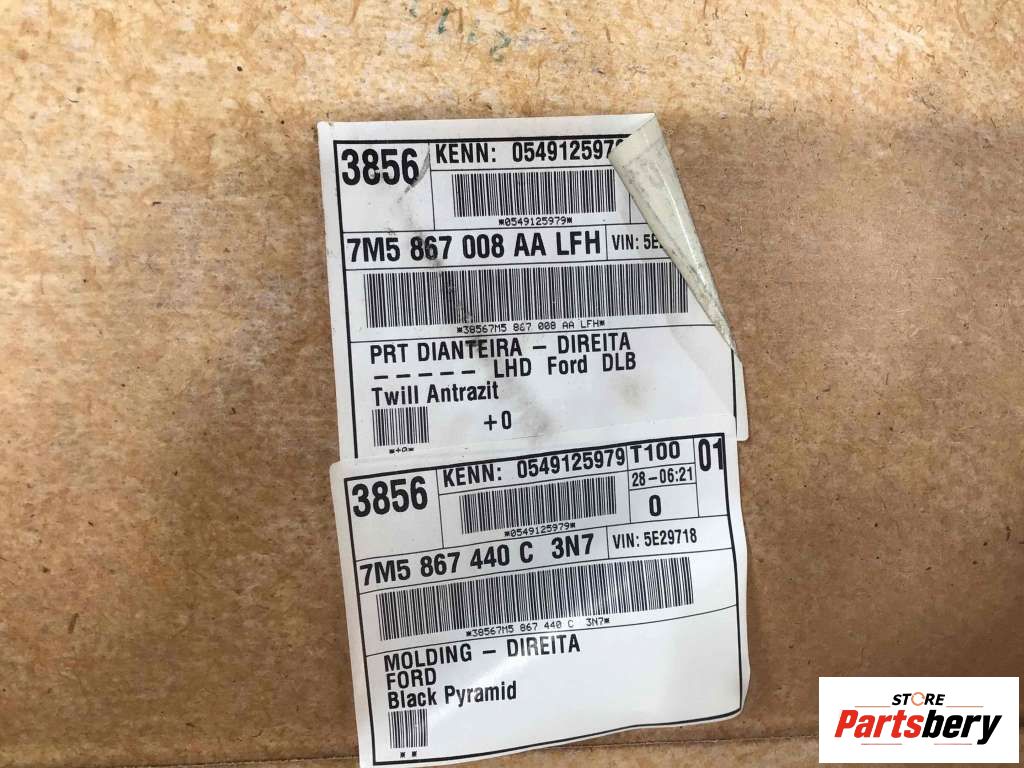 3856
KENN: 054912597
*0549125979*
7M5 867 008 AA LFH
VIN: 5E
*38567M5 867 008 AA LFH*
PRT DIANTEIRA - DIREITA
- - - - - LHD Ford DLB
Twill Antrazit
+0
*+0*
3856
KENN: 0549125979
T100
01
28-06:21
*0549125979*
0
7M5 867 440 C 3N7
VIN: 5E29718
*38567M5 867 440 C 3N7*
MOLDING - DIREITA
FORD
Black Pyramid
* *
STORE
Partsbery